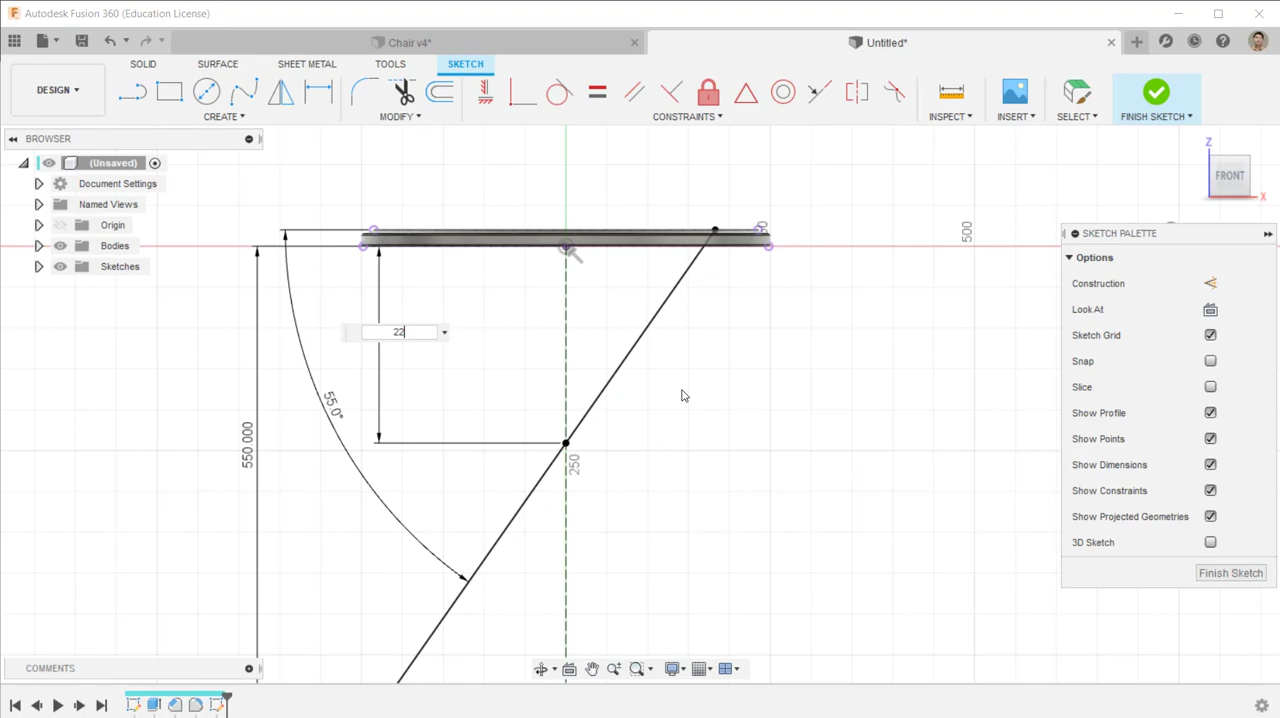 Autodesk Fusion 360 (Education License)
Chair v4*
Untitled*
DESIGN
SOLID
SURFACE
SHEET METAL
TOOLS
SKETCH
CREATE
MODIFY
CONSTRAINTS
INSPECT
INSERT
SELECT
FINISH SKETCH
BROWSER
(Unsaved)
Document Settings
Named Views
Origin
Bodies
Sketches
Z
FRONT
X
500
22
55.0°
550 000
250
SKETCH PALETTE
Options
Construction
Look At
Sketch Grid
Snap
Slice
Show Profile
Show Points
Show Dimensions
Show Constraints
Show Projected Geometries
3D Sketch
Finish Sketch
COMMENTS